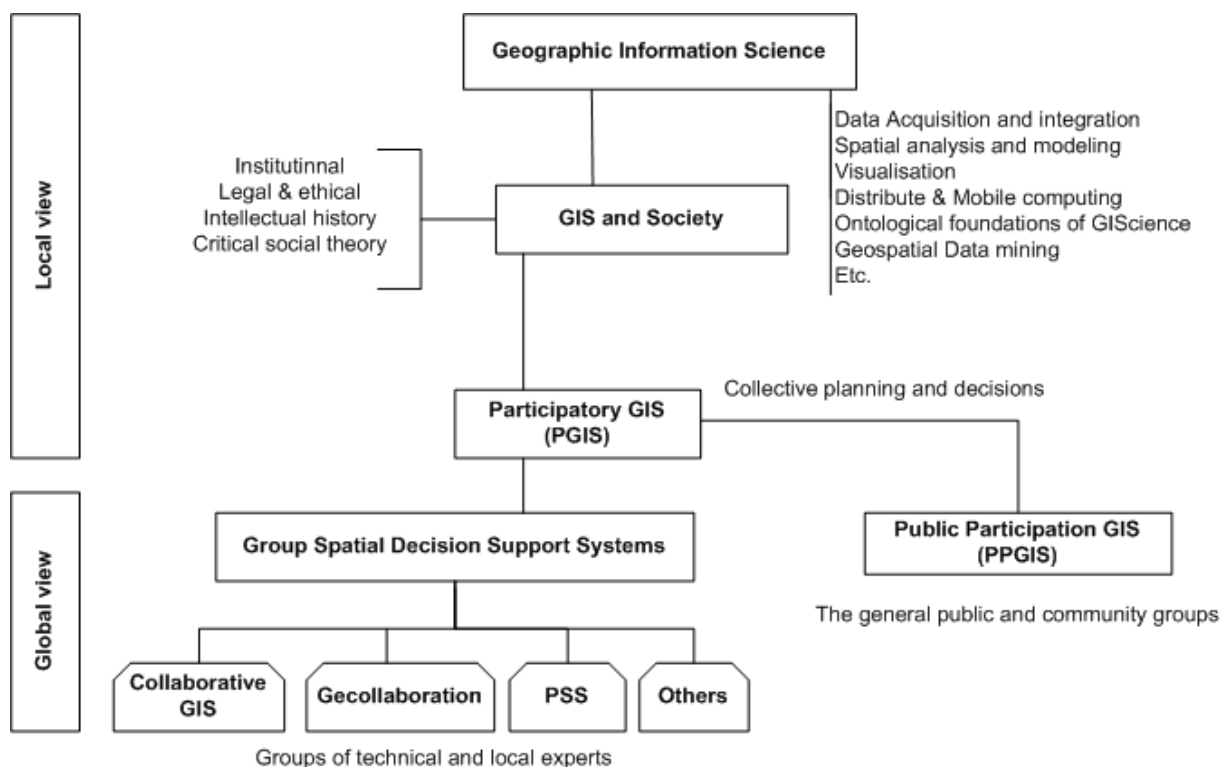 Local view
Geographic Information Science
Data Acquisition and integration
Spatial analysis and modeling
Visualisation
Distribute & Mobile computing
Ontological foundations of GIScience
Geospatial Data mining
Etc.
Institutinnal
Legal & ethical
Intellectual history
Critical social theory
GIS and Society
Collective planning and decisions
Participatory GIS
(PGIS)
Global view
Group Spatial Decision Support Systems
Public Participation GIS
(PPGIS)
The general public and community groups
Collaborative
GIS
Gecollaboration
PSS
Others
Groups of technical and local experts